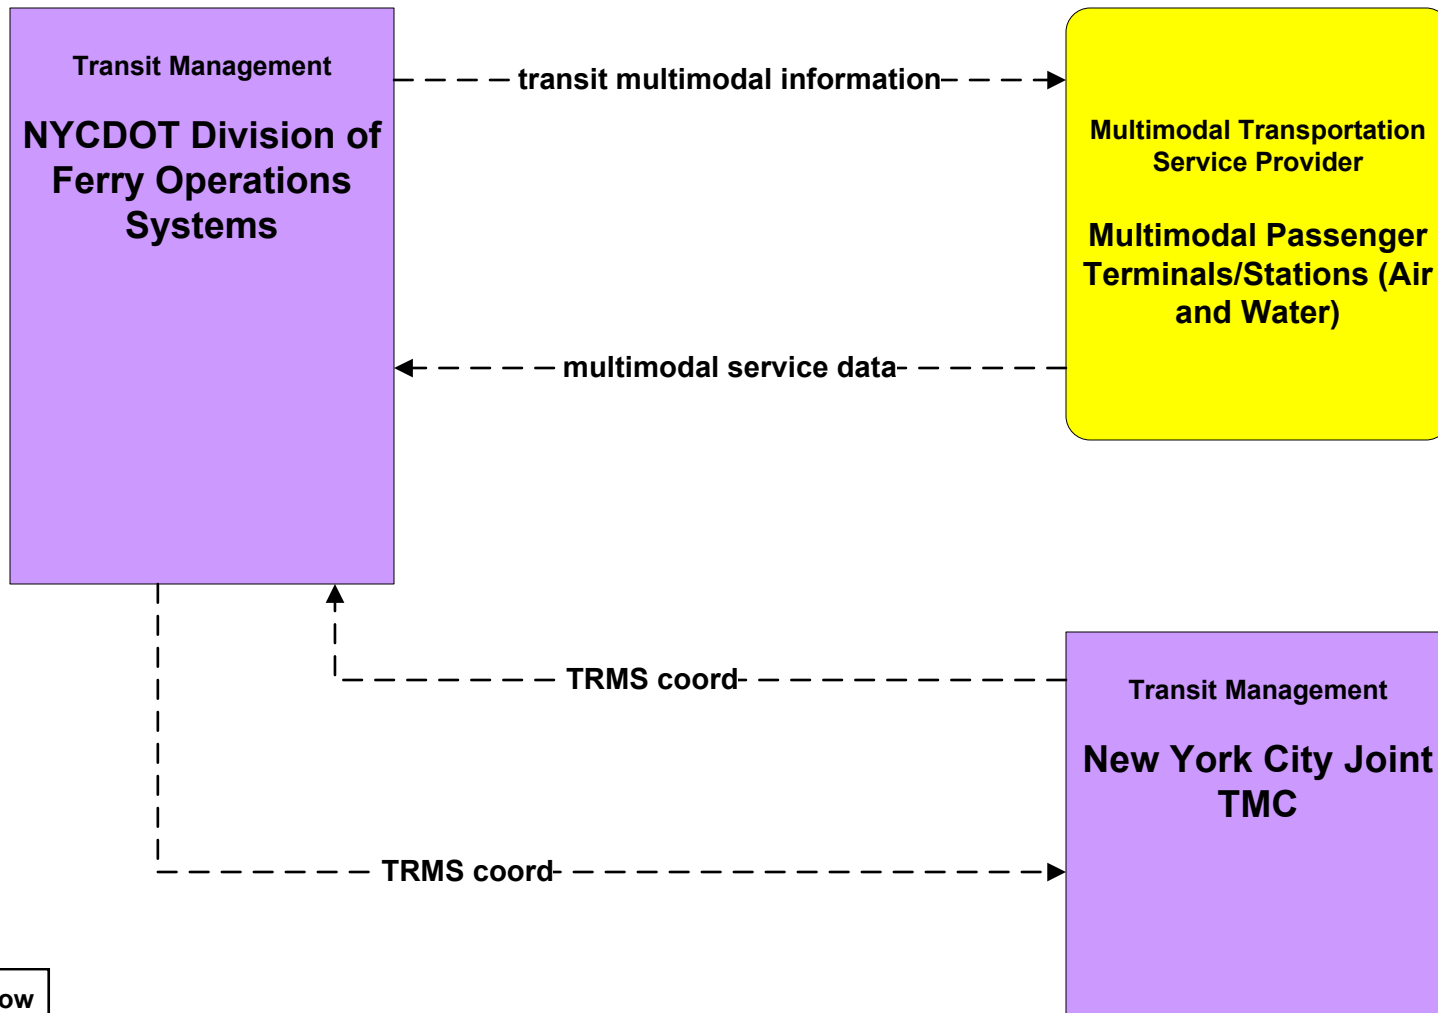 Transit Management
NYCDOT Division of
Ferry Operations
Systems
transit multimodal information
Multimodal Transportation
Service Provider
Multimodal Passenger
Terminals/Stations (Air
and Water)
multimodal service data
TRMS coord
Transit Management
New York City Joint
TMC
TRMS coord
ow